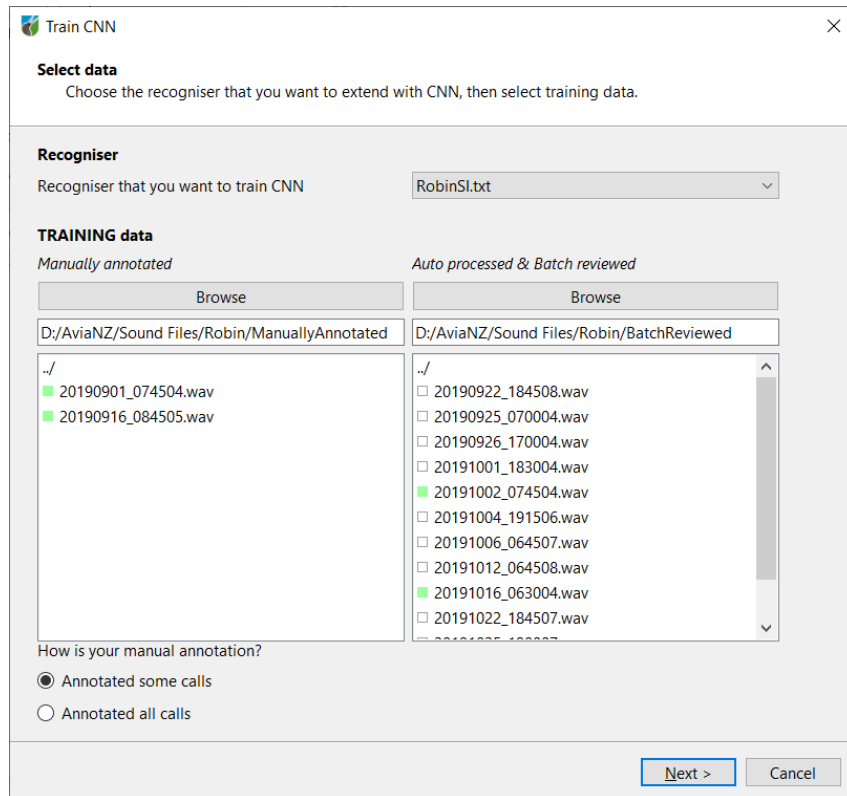 Train CNN
Select data
Choose the recogniser that you want to extend with CNN, then select training data.
Recogniser
Recogniser that you want to train CNN
RobinSI.txt
TRAINING data
Manually annotated
Auto processed & Batch reviewed
Browse
Browse
D:/AviaNZ/Sound Files/Robin/ManuallyAnnotated
D:/AviaNZ/Sound Files/Robin/BatchReviewed
../
20190901_074504.wav
20190916_084505.wav
../
20190922_184508.wav
20190925_070004.wav
20190926_170004.wav
20191001_183004.wav
20191002_074504.wav
20191004_191506.wav
20191006_064507.wav
20191012_064508.wav
20191016_063004.wav
20191022_184507.wav
How is your manual annotation?
Annotated some calls
Annotated all calls
Next >
Cancel